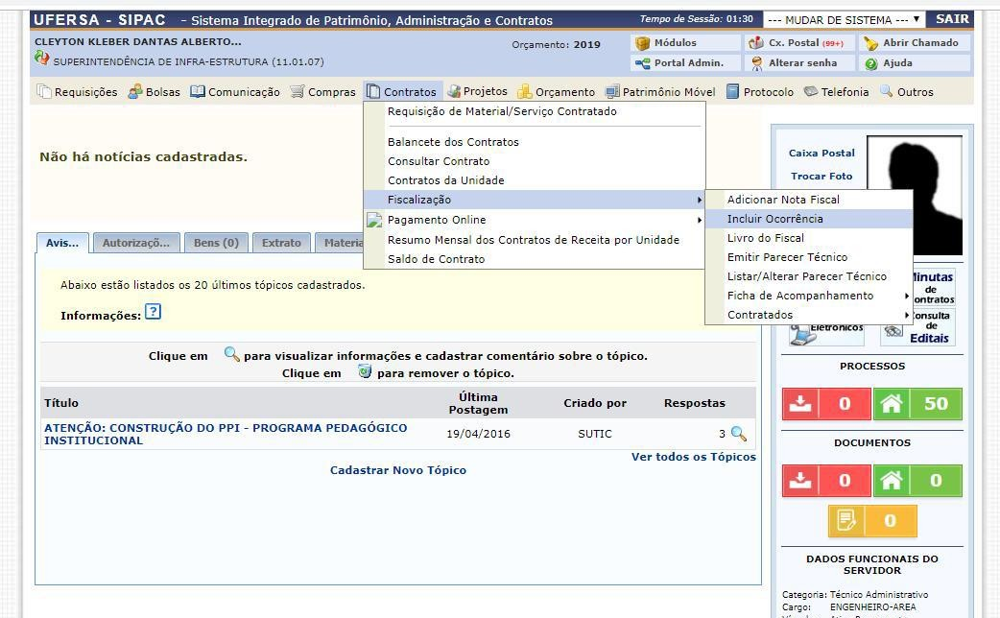 UFERSA - SIPAC - Sistema Integrado de Patrimônio, Administração e Contratos
Tempo de Sessão: 01:30 --- MUDAR DE SISTEMA --- ▼ SAIR
CLEYTON KLEBER DANTAS ALBERTO...
Orçamento: 2019
SUPERINTENDÊNCIA DE INFRA-ESTRUTURA (11.01.07)
Módulos Cx. Postal (99+) Abrir Chamado
Portal Admin. Alterar senha Ajuda
Requisições Bolsas Comunicação Compras Contratos Projetos Orçamento Patrimônio Móvel Protocolo Telefonia Outros
Requisição de Material/Serviço Contratado
Balancete dos Contratos
Consultar Contrato
Contratos da Unidade
Fiscalização
Pagamento Online
Resumo Mensal dos Contratos de Receita por Unidade
Saldo de Contrato
Adicionar Nota Fiscal
Incluir Ocorrência
Livro do Fiscal
Emitir Parecer Técnico
Listar/Alterar Parecer Técnico
Ficha de Acompanhamento
Contratados
Não há notícias cadastradas.
Avis... Autorizaçõ... Bens (0) Extrato Materia
Abaixo estão listados os 20 últimos tópicos cadastrados.
Informações: ?
Clique em para visualizar informações e cadastrar comentário sobre o tópico.
Clique em para remover o tópico.
Título Última Postagem Criado por Respostas
ATENÇÃO: CONSTRUÇÃO DO PPI - PROGRAMA PEDAGÓGICO
INSTITUCIONAL
19/04/2016 SUTIC 3
Ver todos os Tópicos
Cadastrar Novo Tópico
Caixa Postal
Trocar Foto
Minutas
de
ontratos
Eletrônicos
onsulta
de
Editais
PROCESSOS
0 50
DOCUMENTOS
0 0
0
DADOS FUNCIONAIS DO
SERVIDOR
Categoria: Técnico Administrativo
Cargo: ENGENHEIRO-AREA